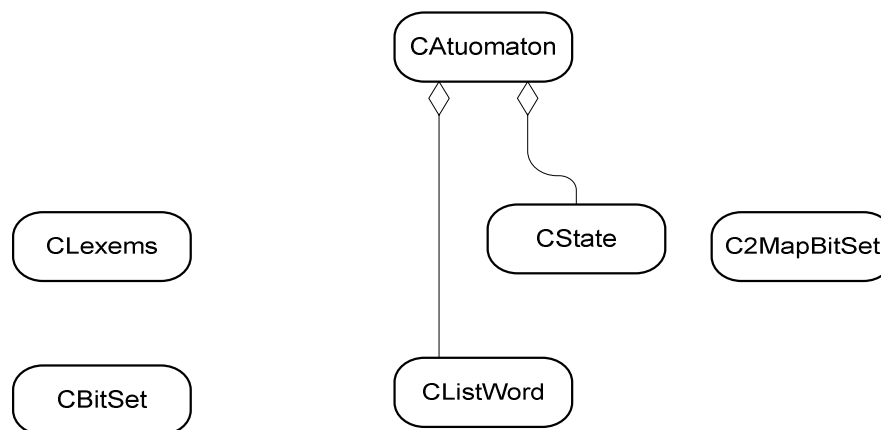 CAtuomaton
CLexems
CState
C2MapBitSet
CBitSet
CListWord